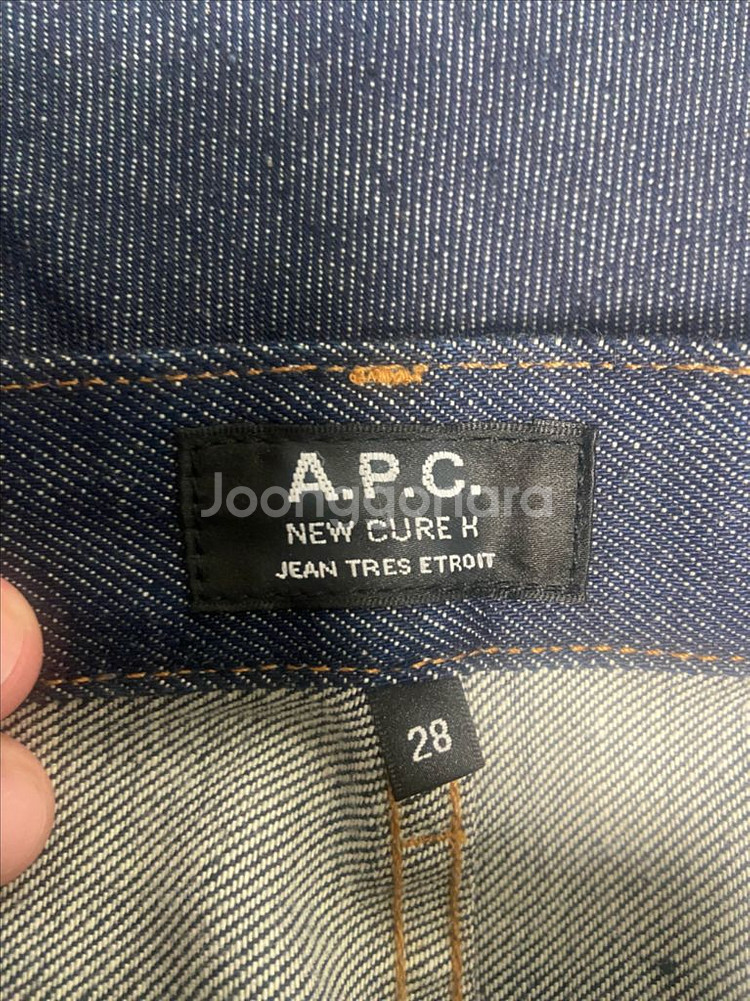 A.P.C.
Joonggonara
NEW CURE H
JEAN TRES ETROIT
28